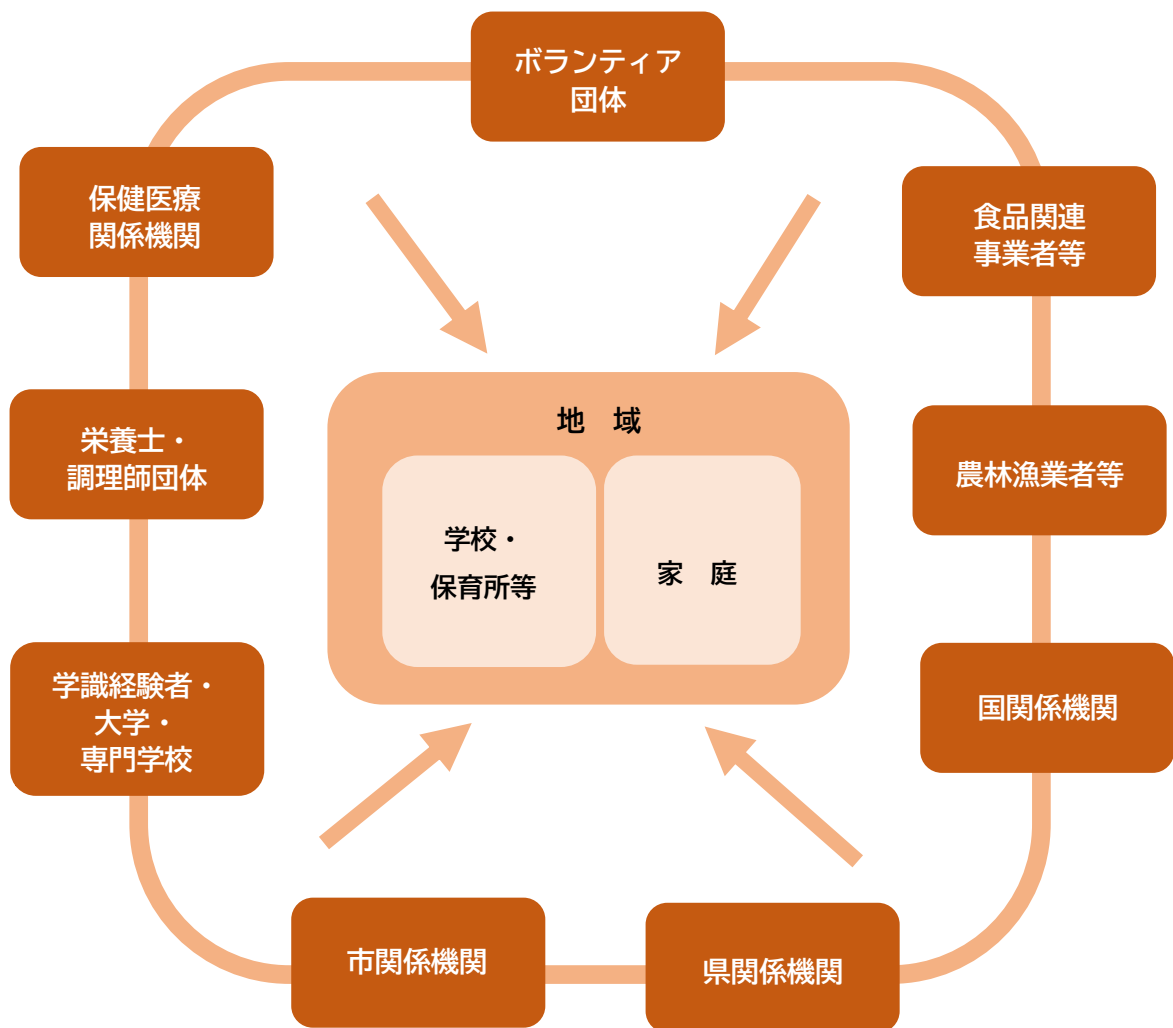 ボランティア
団体
保健医療
関係機関
食品関連
事業者等
地　域
栄養士・
調理師団体
農林漁業者等
学校・
保育所等
家　庭
学識経験者・
大学・
専門学校
国関係機関
市関係機関
県関係機関